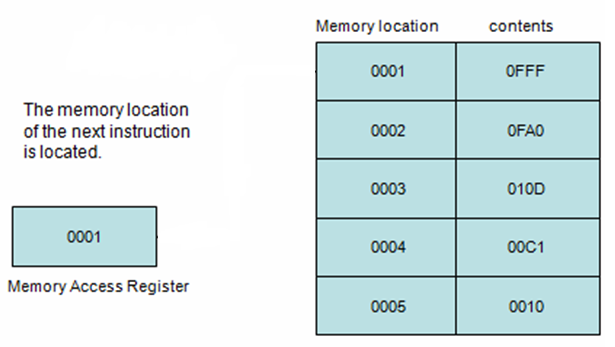 Memory location contents
0001 0FFF
The memory location
of the next instruction
is located.
0002 0FA0
0003 010D
0001
Memory Access Register
0004 00C1
0005 0010